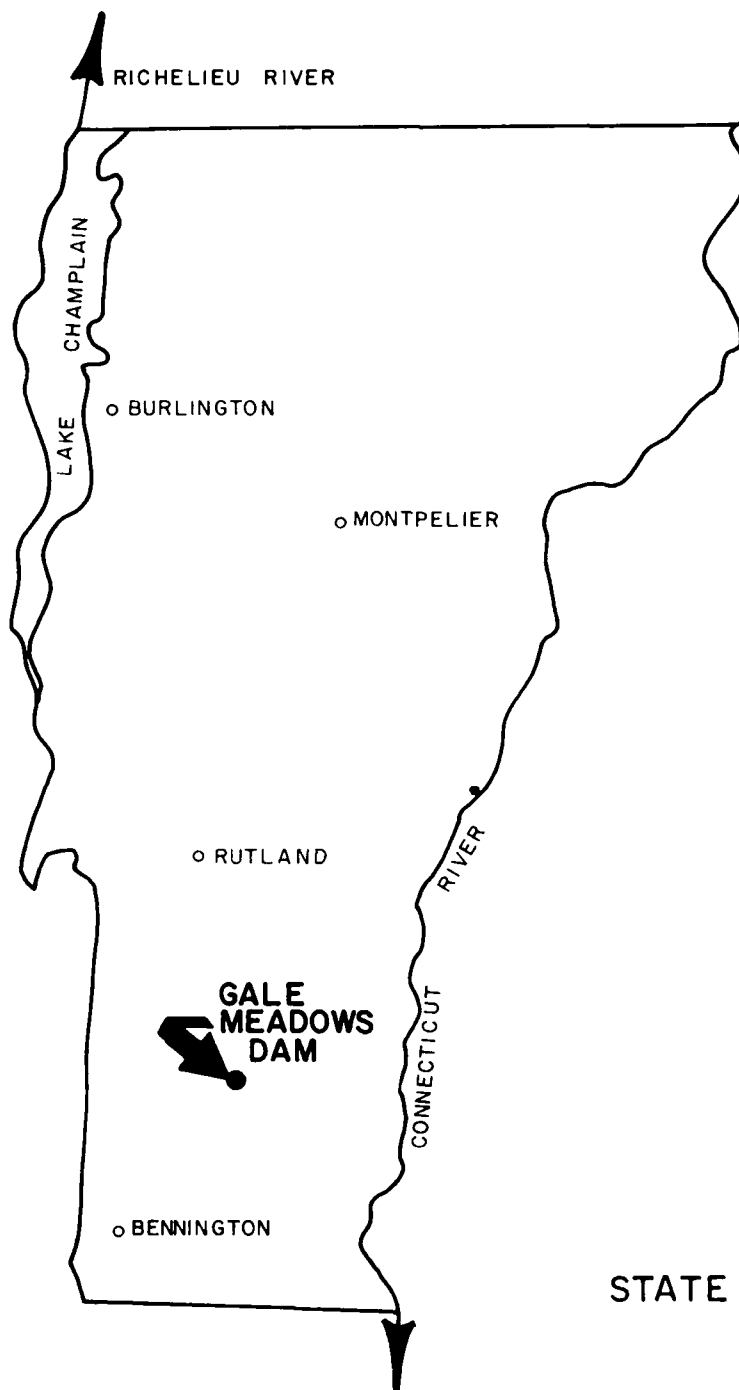 RICHELIEU RIVER
LAKE CHAMPLAIN
BURLINGTON
MONTPELIER
RUTLAND
CONNECTICUT RIVER
GALE
MEADOWS
DAM
BENNINGTON
STATE